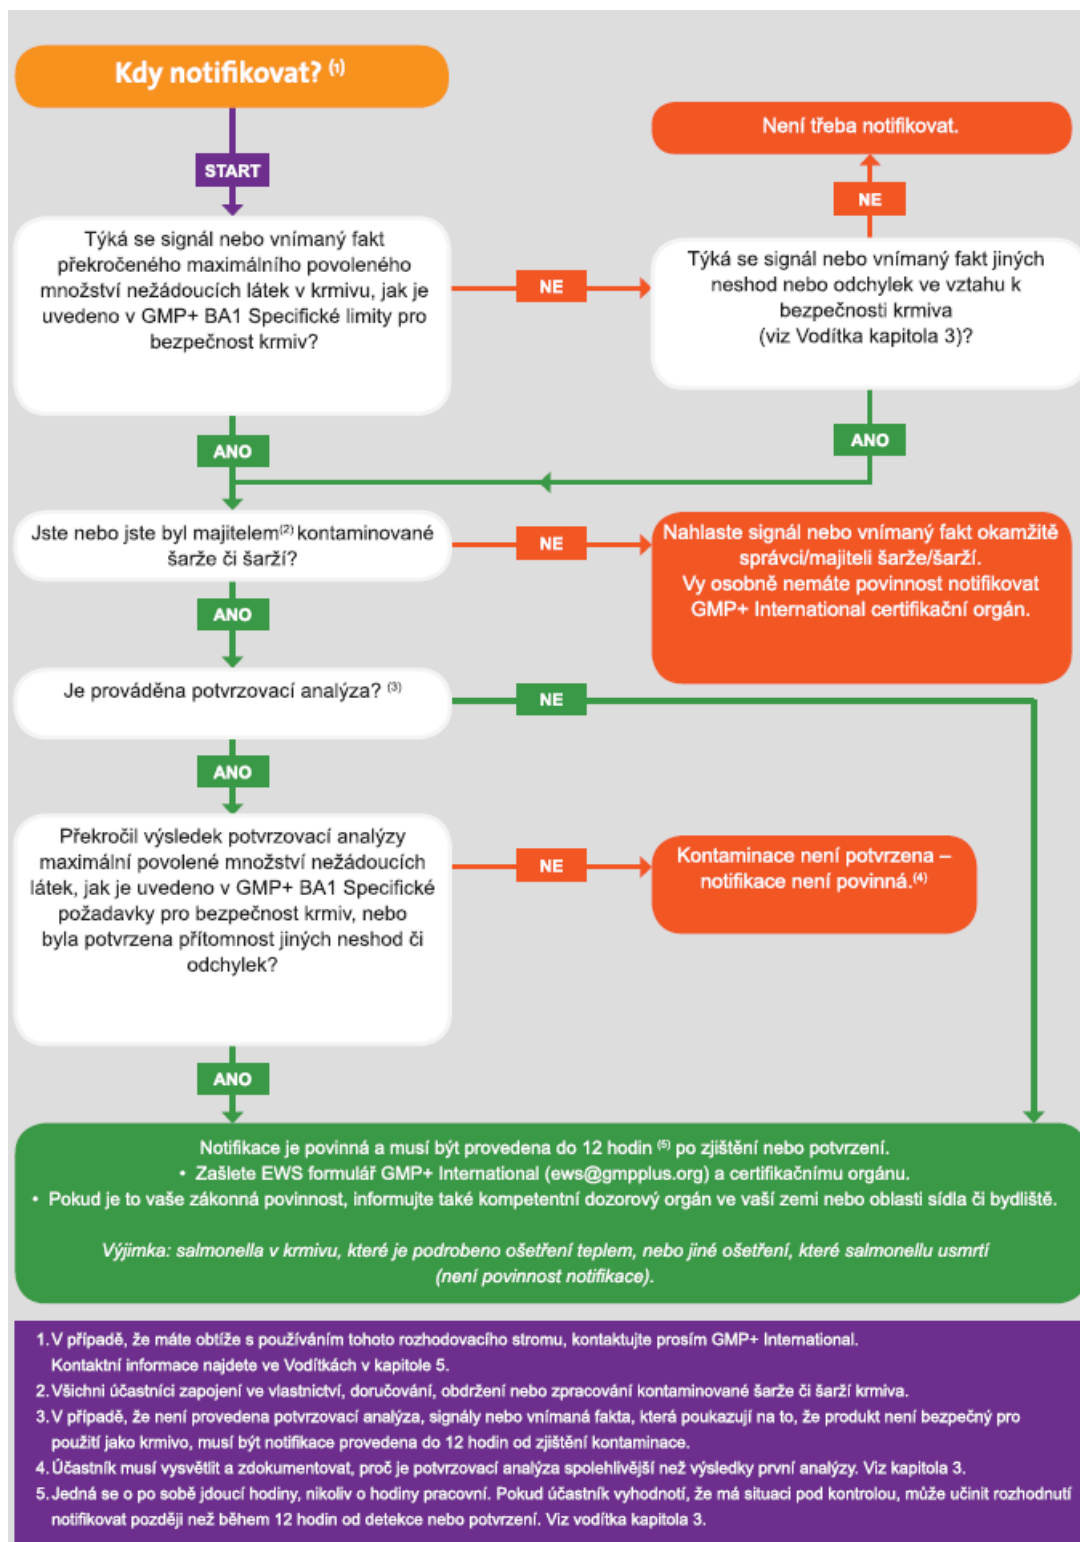 Kdy notifikovat? (1)
START
Týká se signál nebo vnímaný fakt
překročeného maximálního povoleného
množství nežádoucích látek v krmivu, jak je
uvedeno v GMP+ BA1 Specifické limity pro
bezpečnost krmiv?
NE
Není třeba notifikovat.
NE
Týká se signál nebo vnímaný fakt jiných
neshod nebo odchylek ve vztahu k
bezpečnosti krmiva
(viz Vodítka kapitola 3)?
ANO
ANO
Jste nebo jste byl majitelem(2) kontaminované
šarže či šarží?
NE
Nahlaste signál nebo vnímaný fakt okamžitě
správci/majiteli šarže/šarží.
Vy osobně nemáte povinnost notifikovat
GMP+ International certifikační orgán.
ANO
Je prováděna potvrzovací analýza? (3)
NE
ANO
Překročil výsledek potvrzovací analýzy
maximální povolené množství nežádoucích
látek, jak je uvedeno v GMP+ BA1 Specifické
požadavky pro bezpečnost krmiv, nebo
byla potvrzena přítomnost jiných neshod či
odchylek?
NE
Kontaminace není potvrzena –
notifikace není povinná.(4)
ANO
Notifikace je povinná a musí být provedena do 12 hodin (5) po zjištění nebo potvrzení.
• Zašlete EWS formulář GMP+ International (ews@gmpplus.org) a certifikačnímu orgánu.
• Pokud je to vaše zákonná povinnost, informujte také kompetentní dozorový orgán ve vaší zemi nebo oblasti sídla či bydliště.
Výjimka: salmonella v krmivu, které je podrobeno ošetření teplem, nebo jiné ošetření, které salmonellu usmrtí
(není povinnost notifikace).
1. V případě, že máte obtíže s používáním tohoto rozhodovacího stromu, kontaktujte prosím GMP+ International.
Kontaktní informace najdete ve Vodítkách v kapitole 5.
2. Všichni účastníci zapojení ve vlastnictví, doručování, obdržení nebo zpracování kontaminované šarže či šarží krmiva.
3. V případě, že není provedena potvrzovací analýza, signály nebo vnímaná fakta, která poukazují na to, že produkt není bezpečný pro
použití jako krmivo, musí být notifikace provedena do 12 hodin od zjištění kontaminace.
4. Účastník musí vysvětlit a zdokumentovat, proč je potvrzovací analýza spolehlivější než výsledky první analýzy. Viz kapitola 3.
5. Jedná se o po sobě jdoucí hodiny, nikoliv o hodiny pracovní. Pokud účastník vyhodnotí, že má situaci pod kontrolou, může učinit rozhodnutí
notifikovat později než během 12 hodin od detekce nebo potvrzení. Viz vodítka kapitola 3.